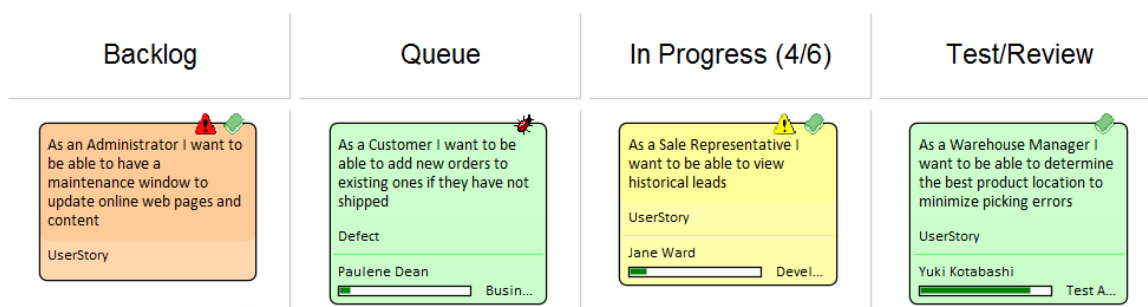 Backlog
Queue
In Progress (4/6)
Test/Review
As an Administrator I want to
be able to have a
maintenance window to
update online web pages and
content
UserStory
As a Customer I want to be
able to add new orders to
existing ones if they have not
shipped
Defect
Paulene Dean
Busin...
As a Sale Representative I
want to be able to view
historical leads
UserStory
Jane Ward
Devel...
As a Warehouse Manager I
want to be able to determine
the best product location to
minimize picking errors
UserStory
Yuki Kotabashi
Test A...